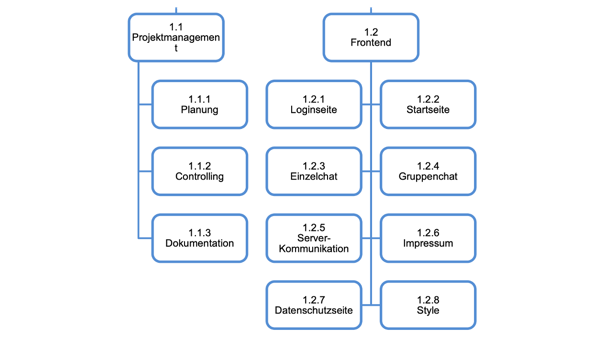 1.1
Projektmanagemen
t
1.2
Frontend
1.1.1
Planung
1.2.1
Loginseite
1.2.2
Startseite
1.1.2
Controlling
1.2.3
Einzelchat
1.2.4
Gruppenchat
1.1.3
Dokumentation
1.2.5
Server-
Kommunikation
1.2.6
Impressum
1.2.7
Datenschutzseite
1.2.8
Style